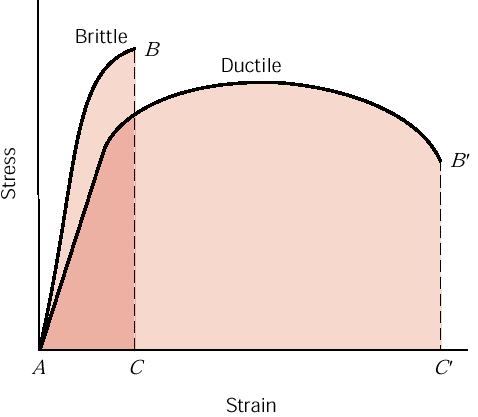 Brittle
B
Ductile
B'
Stress
A
C
C'
Strain